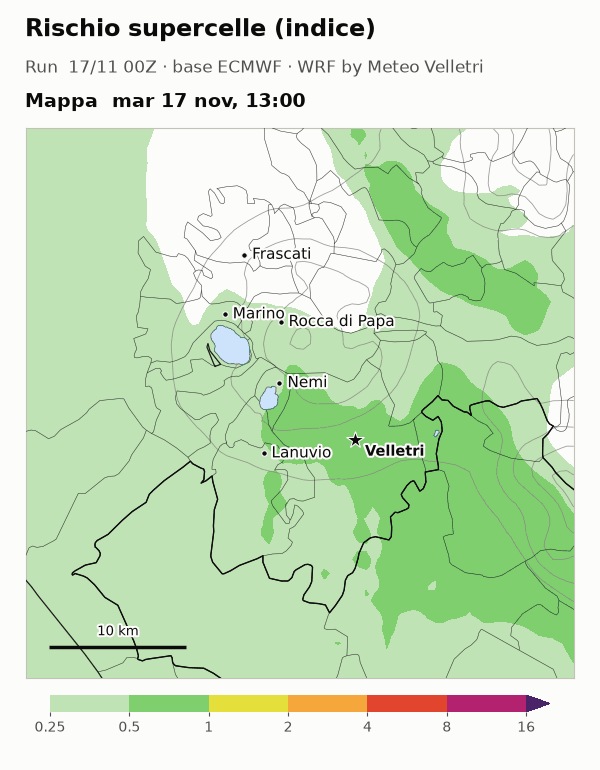 Rischio supercelle (indice)
Run 17/11 00Z · base ECMWF · WRF by Meteo Velletri
Mappa mar 17 nov, 13:00
Frascati
Marino
Rocca di Papa
Nemi
Velletri
Lanuvio
10 km
0.25 0.5 1 2 4 8 16